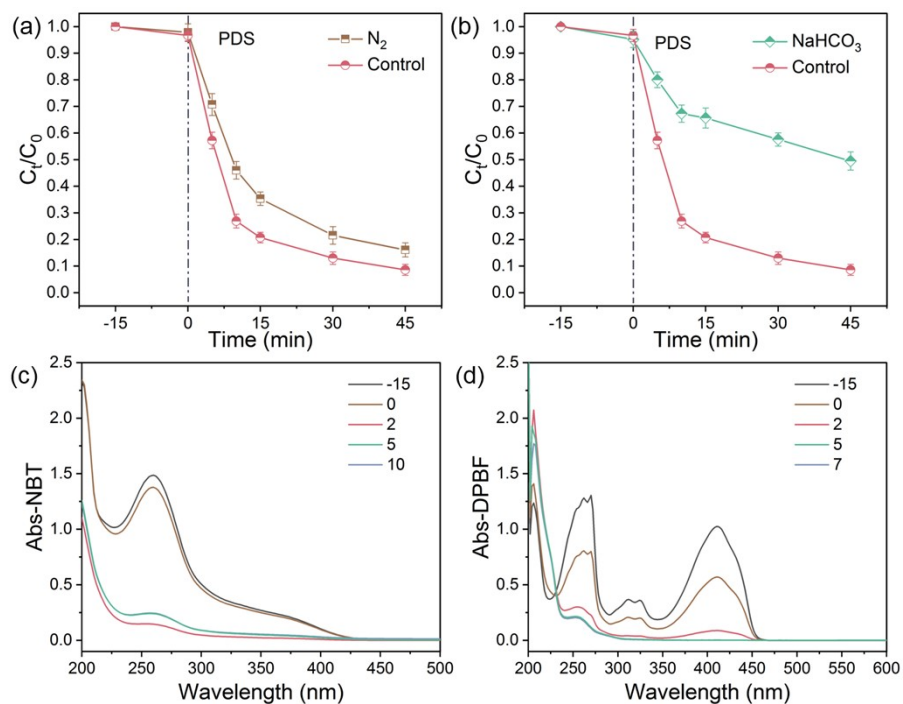 (a)
PDS
N₂
Control
1.0
0.9
0.8
0.7
0.6
0.5
0.4
0.3
0.2
0.1
0.0
Cₜ/C₀
-15 0 15 30 45
Time (min)
(b)
PDS
NaHCO₃
Control
1.0
0.9
0.8
0.7
0.6
0.5
0.4
0.3
0.2
0.1
0.0
Cₜ/C₀
-15 0 15 30 45
Time (min)
(c)
-15
0
2
5
10
2.5
2.0
1.5
1.0
0.5
0.0
Abs-NBT
200 250 300 350 400 450 500
Wavelength (nm)
(d)
-15
0
2
5
7
2.5
2.0
1.5
1.0
0.5
0.0
Abs-DPBF
200 250 300 350 400 450 500 550 600
Wavelength (nm)